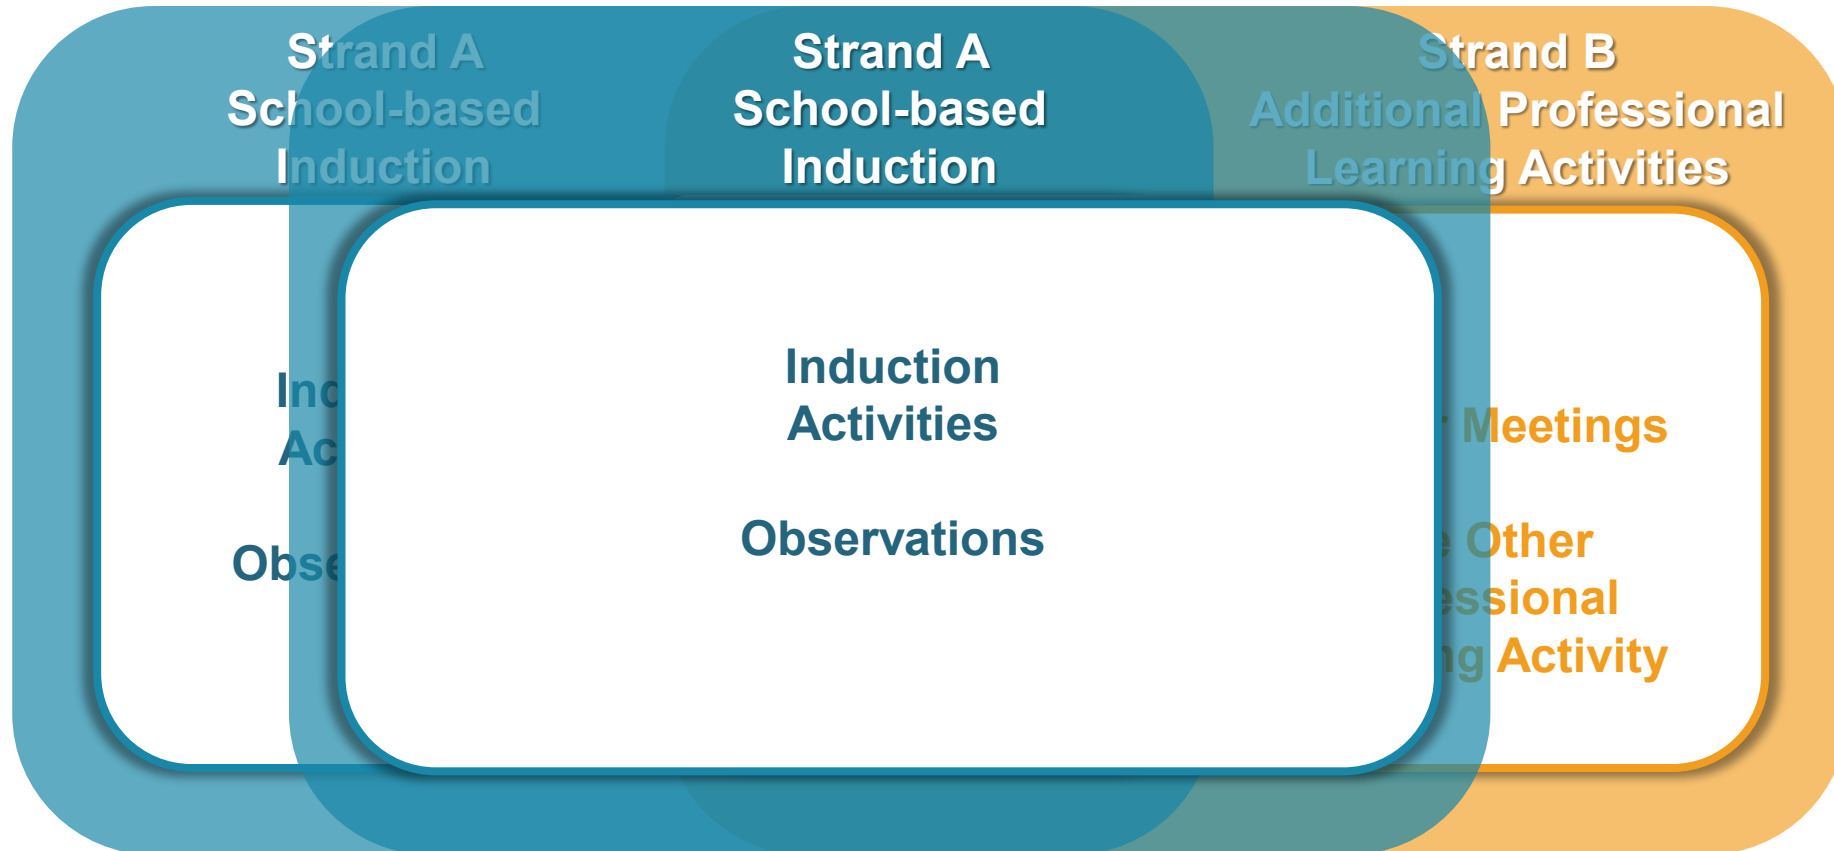 Strand A
School-based
Induction
Strand A
School-based
Induction
Induction
Activities
Observations
Strand B
Additional Professional
Learning Activities
Meetings
Other
Activity